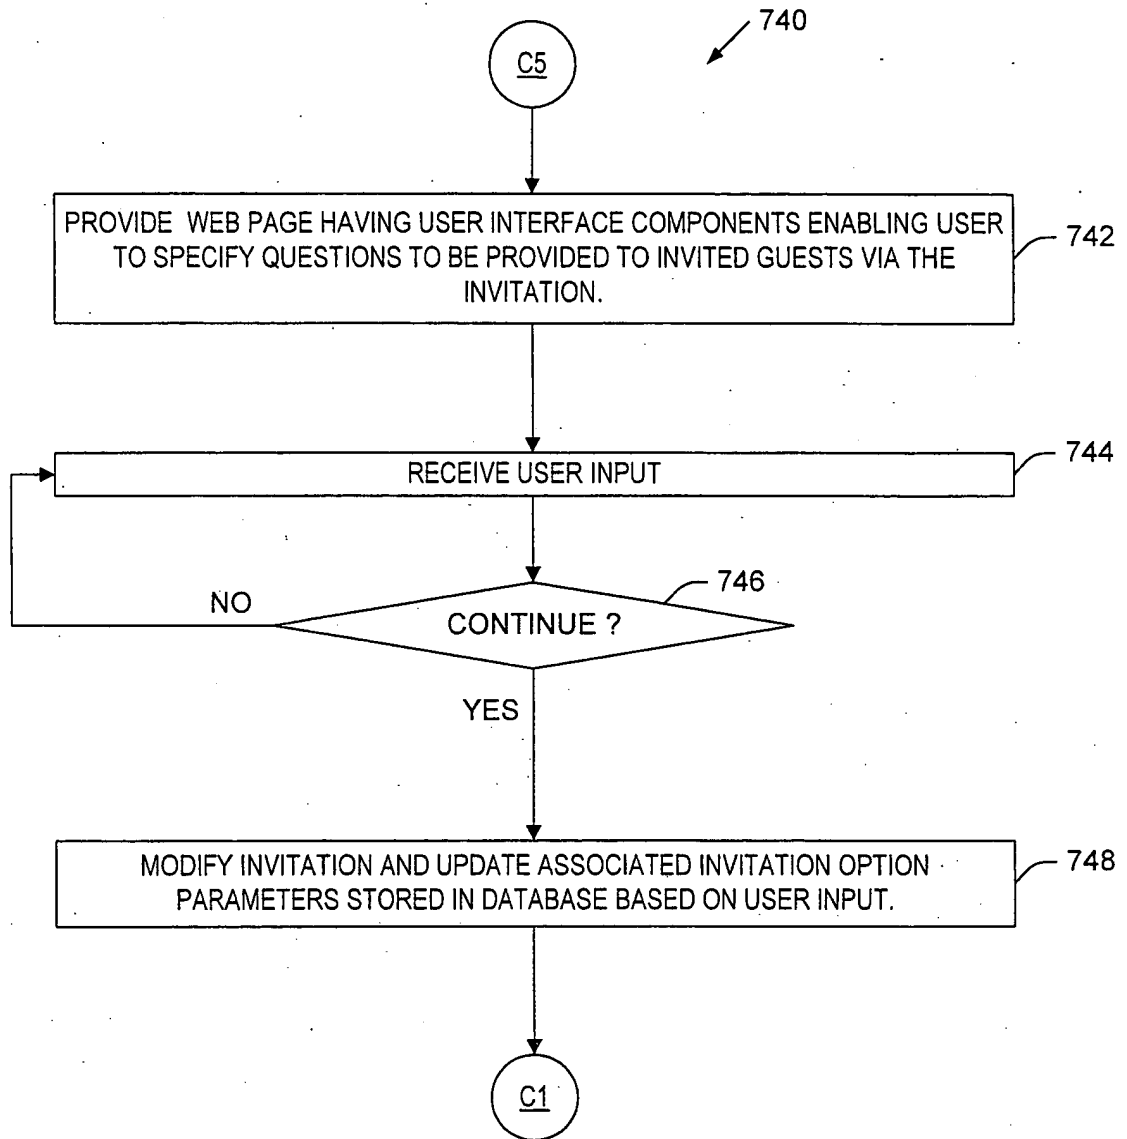 740
C5
PROVIDE WEB PAGE HAVING USER INTERFACE COMPONENTS ENABLING USER
TO SPECIFY QUESTIONS TO BE PROVIDED TO INVITED GUESTS VIA THE
INVITATION.
742
RECEIVE USER INPUT
744
746
NO
CONTINUE ?
YES
MODIFY INVITATION AND UPDATE ASSOCIATED INVITATION OPTION
PARAMETERS STORED IN DATABASE BASED ON USER INPUT.
748
C1